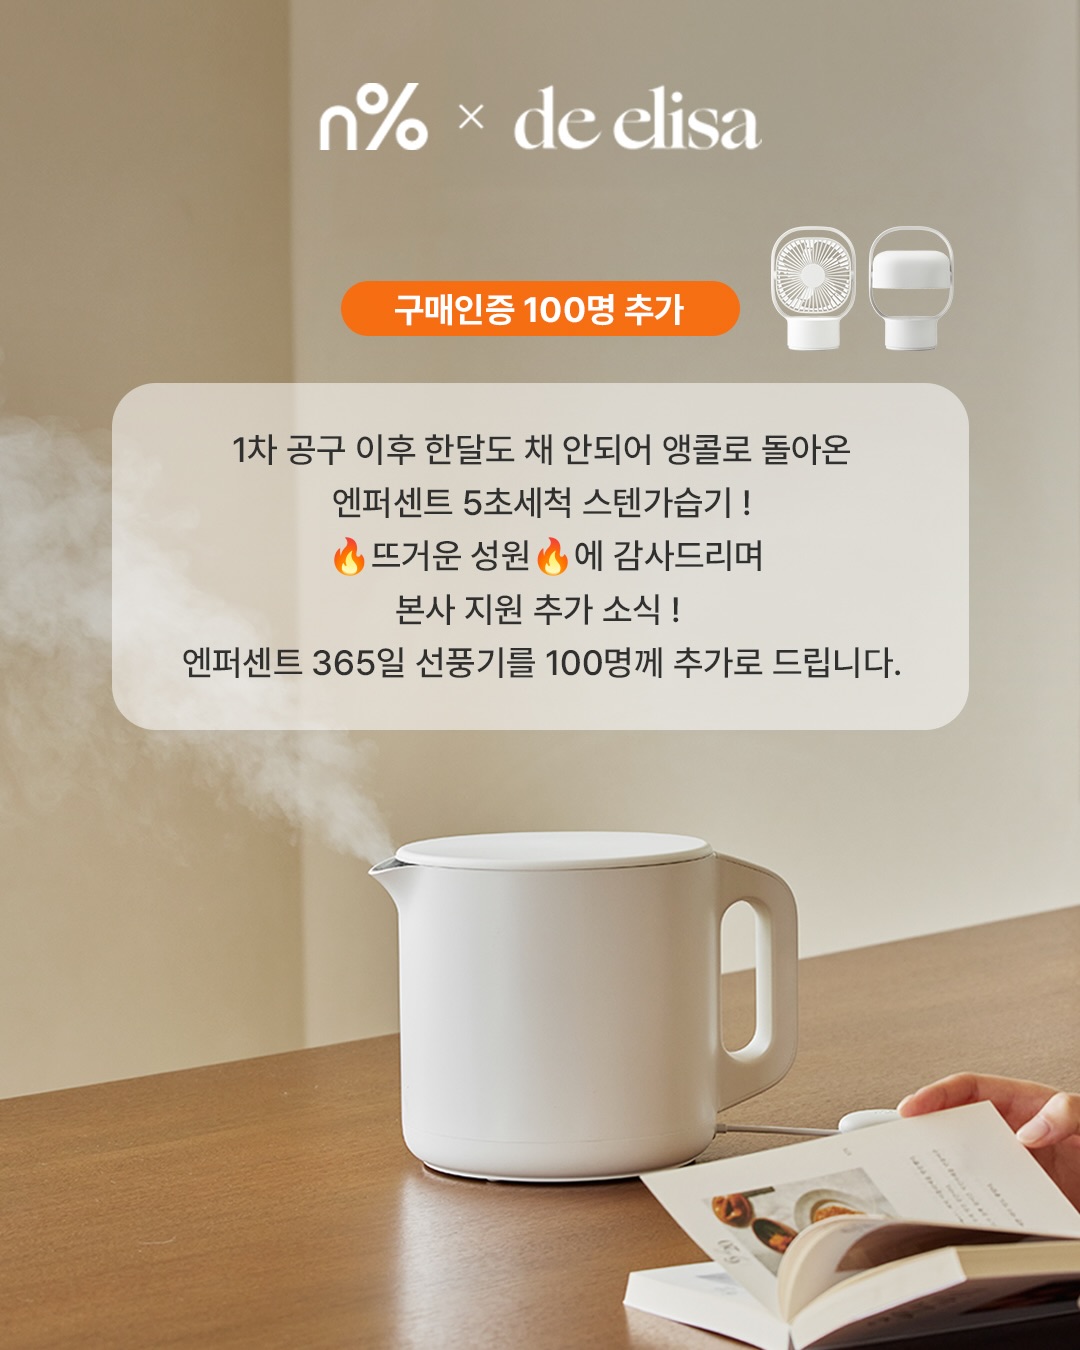 n% × de elisa
구매인증 100명 추가
1차 공구 이후 한달도 채 안되어 앵콜로 돌아온
엔퍼센트 5초세척 스텐가습기 !
🔥뜨거운 성원🔥에 감사드리며
본사 지원 추가 소식 !
엔퍼센트 365일 선풍기를 100명께 추가로 드립니다.